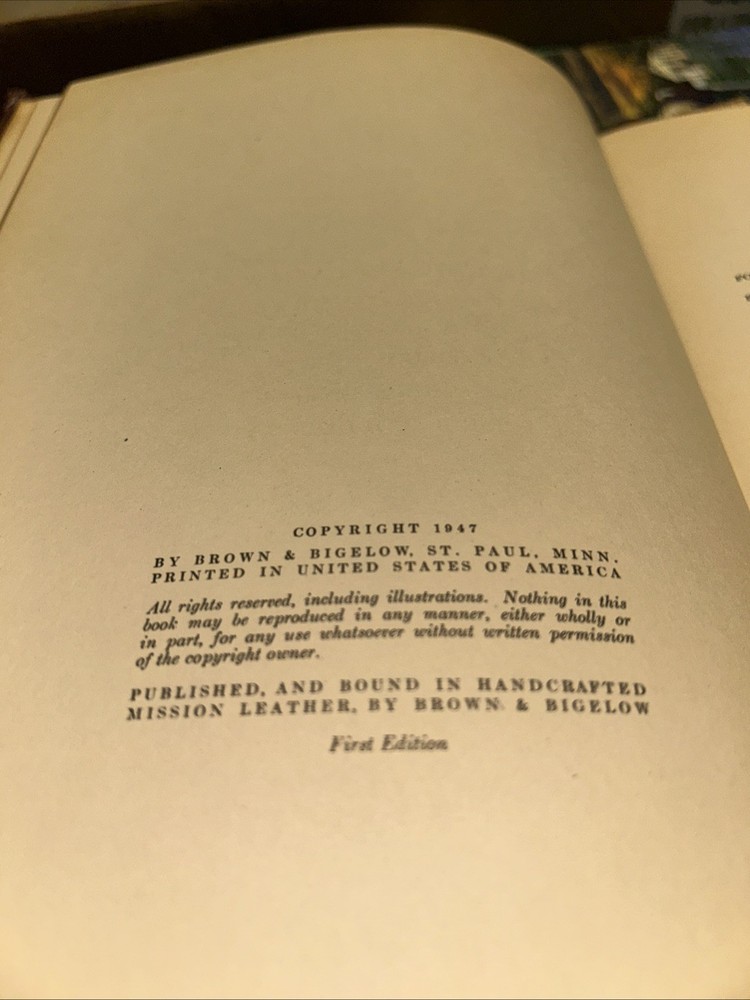 COPYRIGHT 1947
BY BROWN & BIGELOW, ST. PAUL, MINN.
PRINTED IN UNITED STATES OF AMERICA
All rights reserved, including illustrations. Nothing in this
book may be reproduced in any manner, either wholly or
in part, for any use whatsoever without written permission
of the copyright owner.
PUBLISHED, AND BOUND IN HANDCRAFTED
MISSION LEATHER, BY BROWN & BIGELOW
First Edition